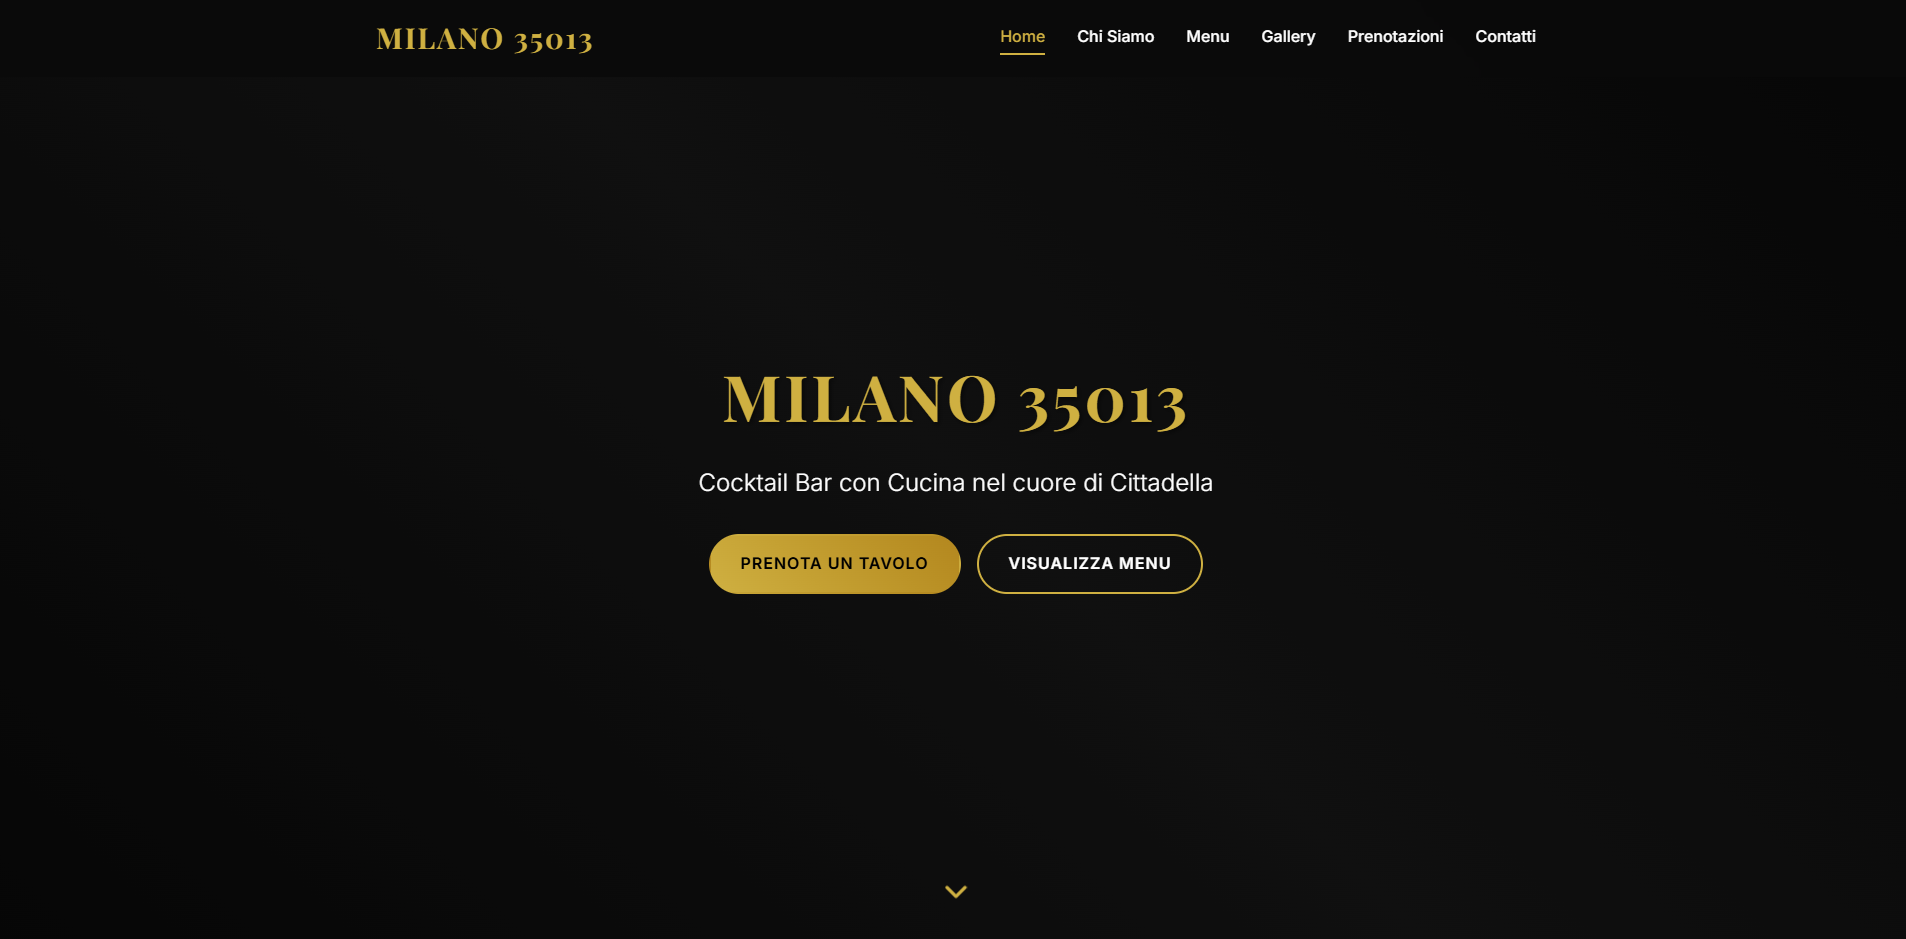 MILANO 35013
Home Chi Siamo Menu Gallery Prenotazioni Contatti
MILANO 35013
Cocktail Bar con Cucina nel cuore di Cittadella
PRENOTA UN TAVOLO VISUALIZZA MENU